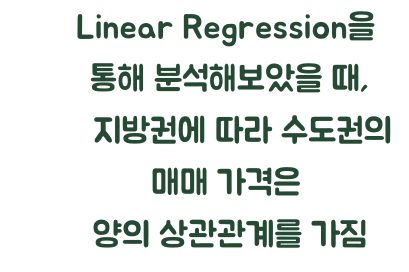 Linear Regression을
통해 분석해보았을 때,
지방권에 따라 수도권의
매매 가격은
양의 상관관계를 가짐